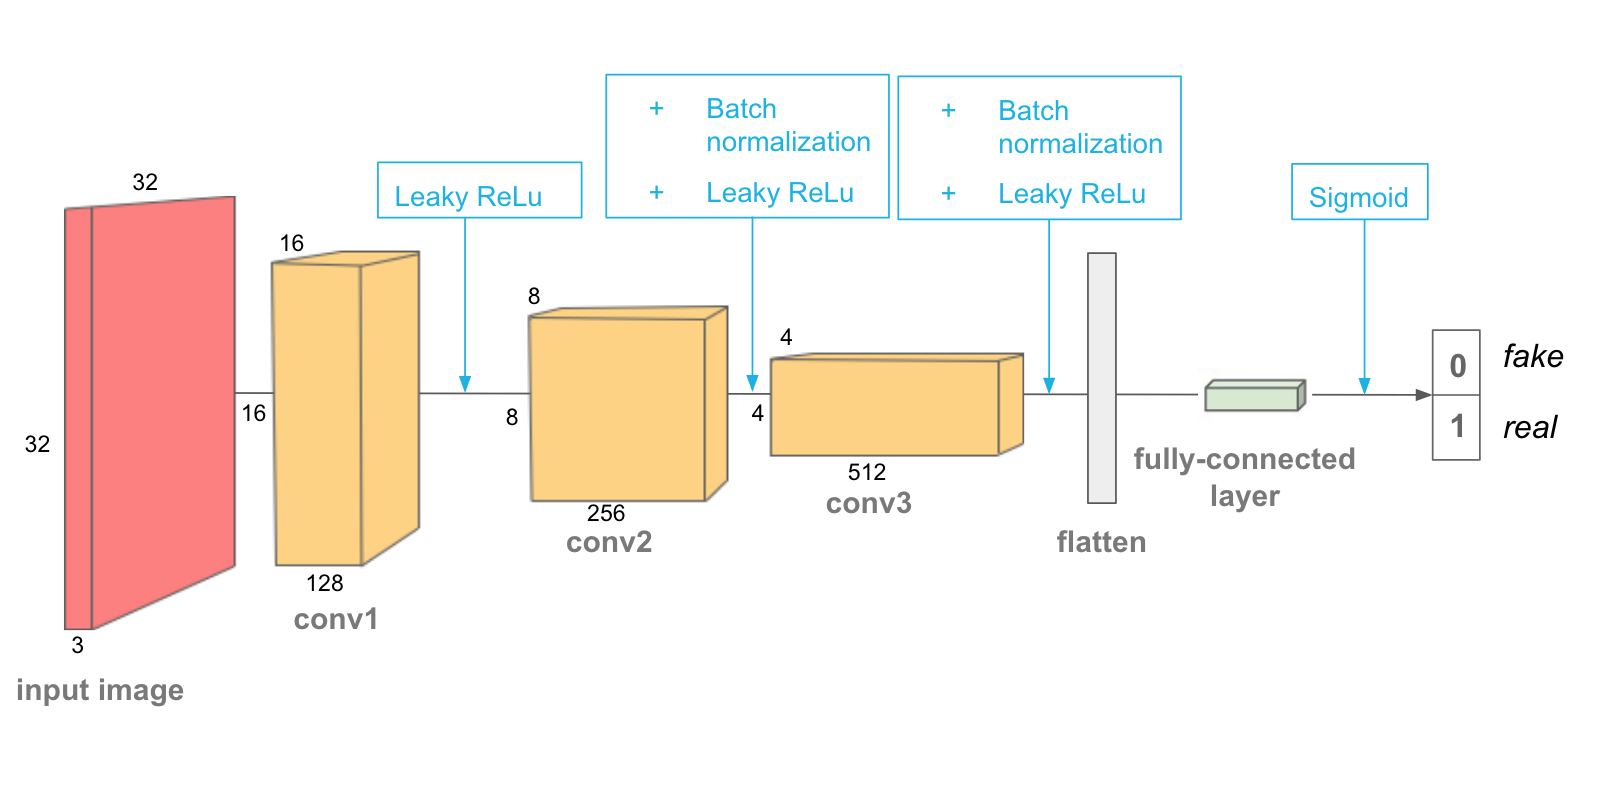 + Batch
normalization
+ Leaky ReLu
+ Batch
normalization
+ Leaky ReLu
Leaky ReLu
Sigmoid
32
32
3
input image
16
16
128
conv1
8
8
256
conv2
4
4
512
conv3
flatten
fully-connected
layer
0 fake
1 real